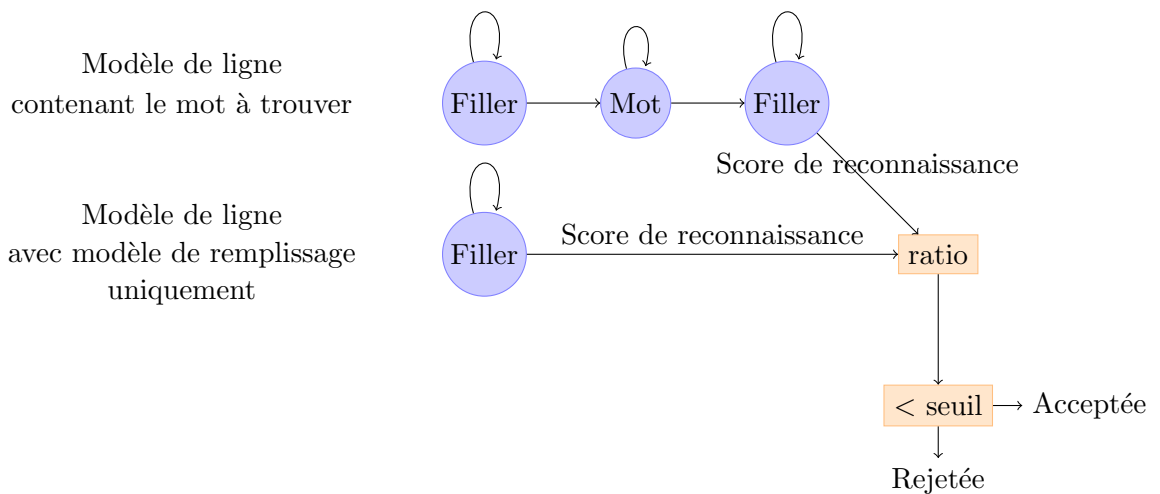 Modèle de ligne
contenant le mot à trouver
Filler
Mot
Filler
Score de reconnaissance
Modèle de ligne
avec modèle de remplissage
uniquement
Filler
Score de reconnaissance
ratio
< seuil
Acceptée
Rejetée